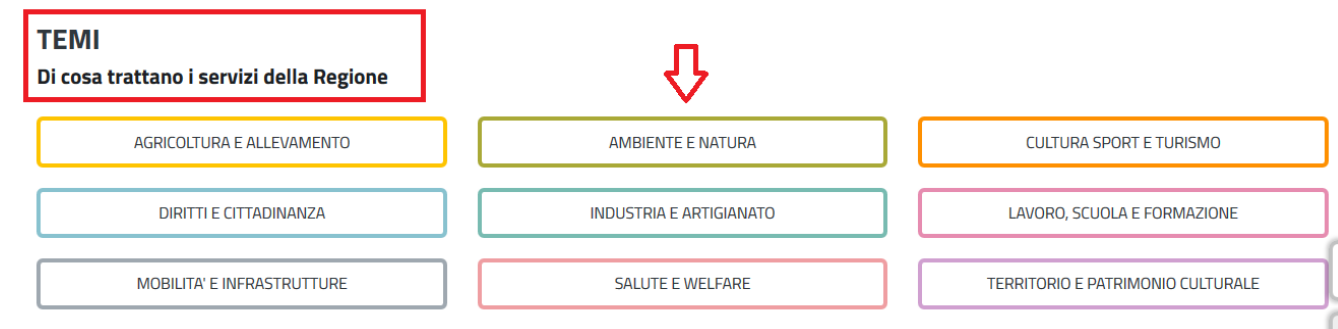 TEMI
Di cosa trattano i servizi della Regione
AGRICOLTURA E ALLEVAMENTO
AMBIENTE E NATURA
CULTURA SPORT E TURISMO
DIRITTI E CITTADINANZA
INDUSTRIA E ARTIGIANATO
LAVORO, SCUOLA E FORMAZIONE
MOBILITA' E INFRASTRUTTURE
SALUTE E WELFARE
TERRITORIO E PATRIMONIO CULTURALE